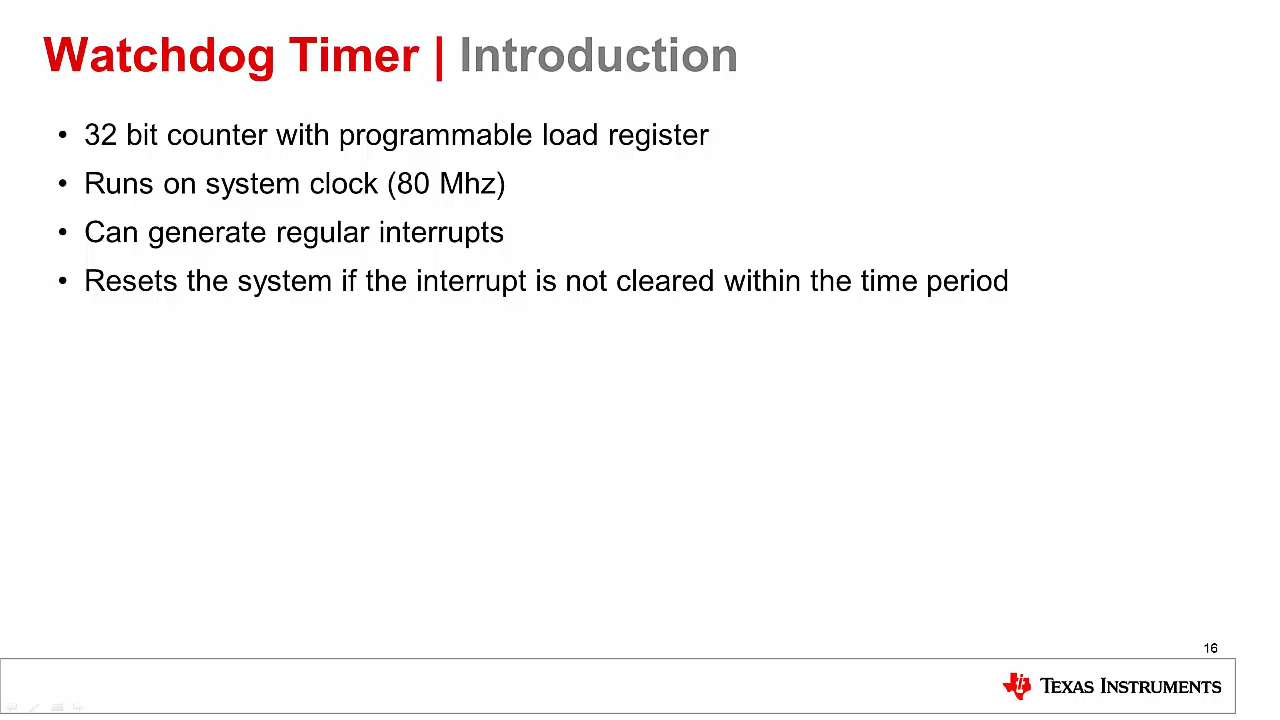 Watchdog Timer | Introduction
• 32 bit counter with programmable load register
• Runs on system clock (80 Mhz)
• Can generate regular interrupts
• Resets the system if the interrupt is not cleared within the time period
16
TEXAS INSTRUMENTS